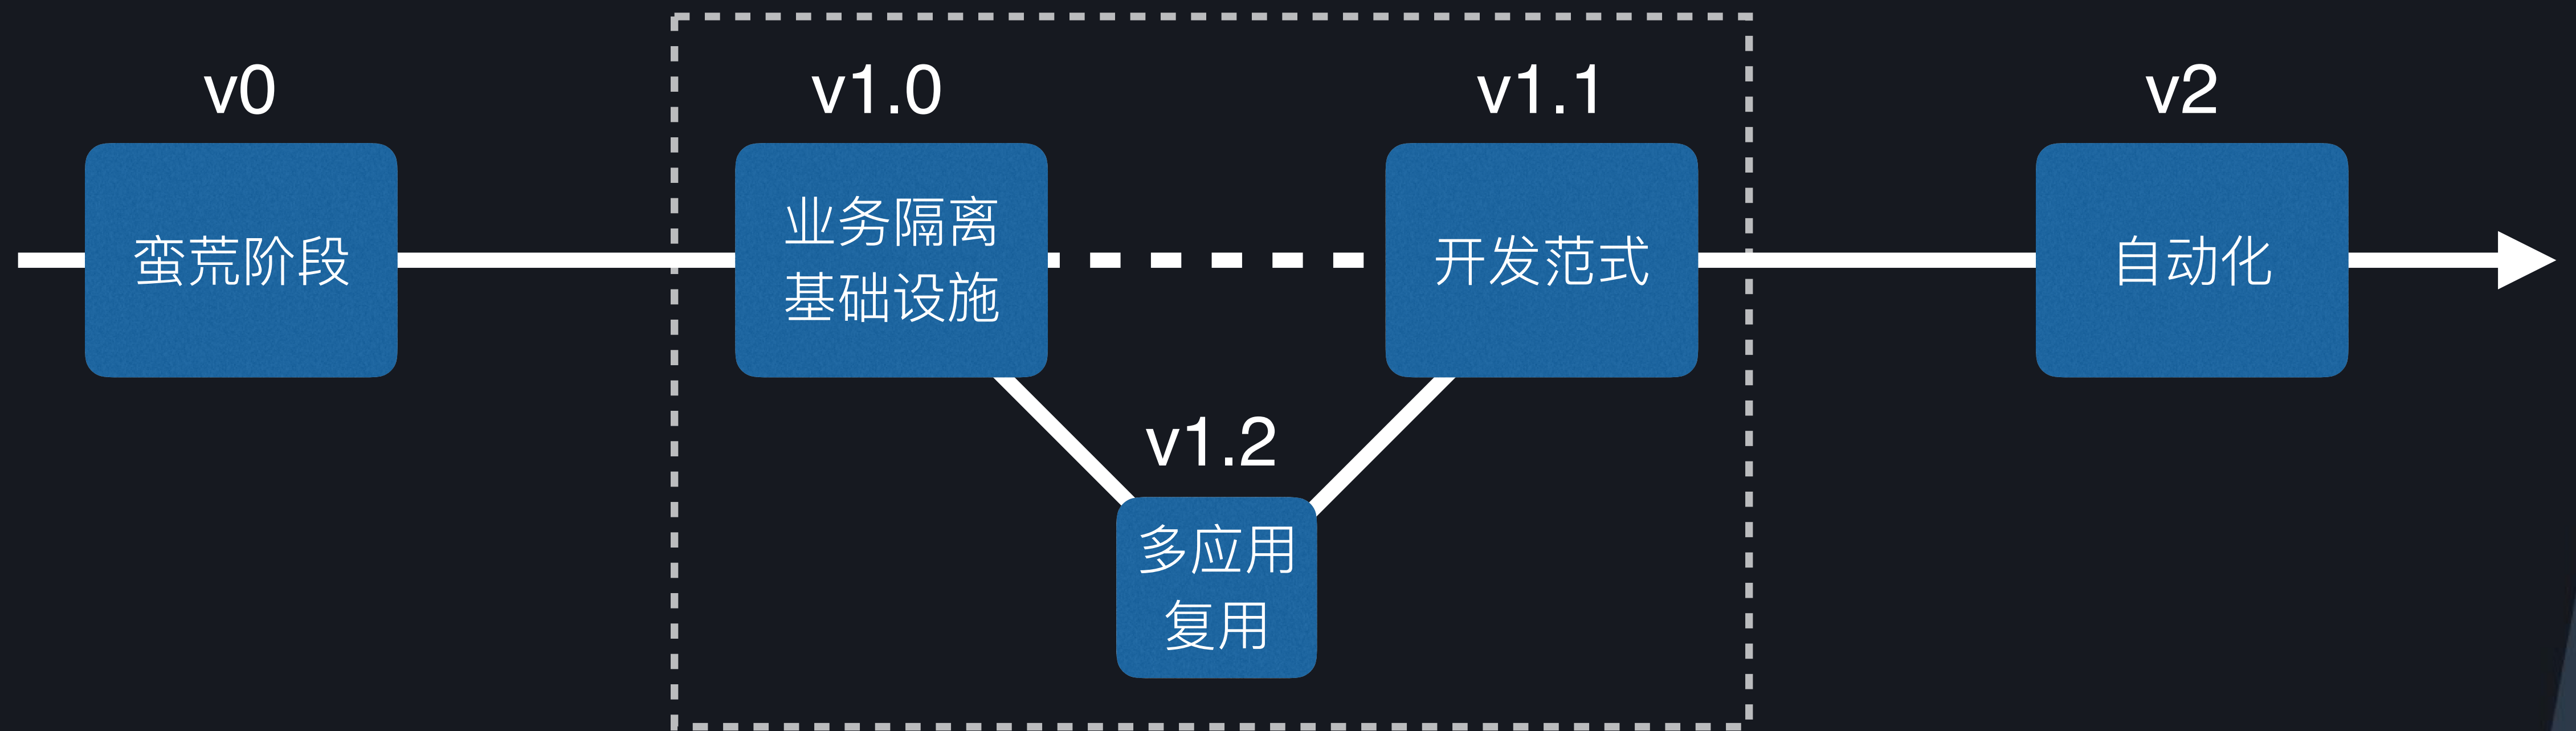 v0
蛮荒阶段
v1.0
业务隔离
基础设施
v1.1
开发范式
v1.2
多应用
复用
v2
自动化